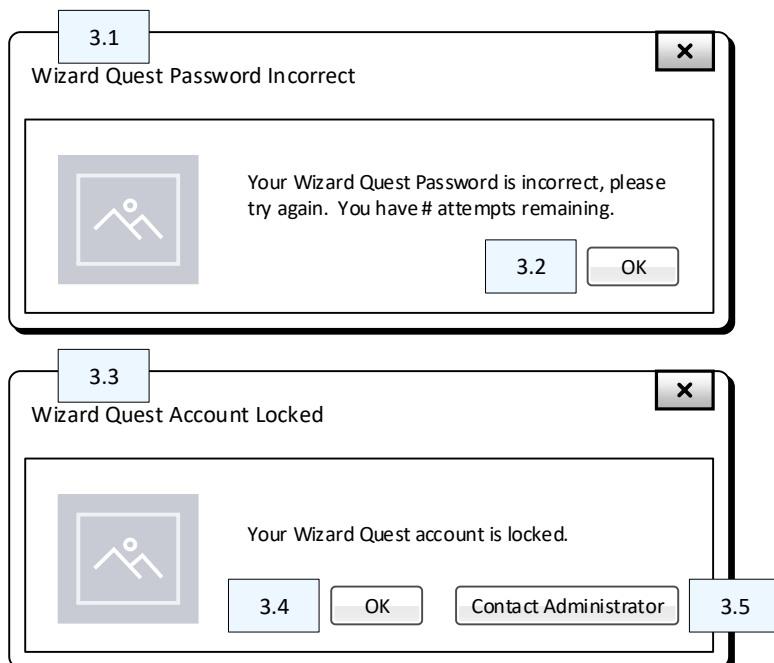 3.1
Wizard Quest Password Incorrect
Your Wizard Quest Password is incorrect, please
try again. You have # attempts remaining.
3.2
OK
3.3
Wizard Quest Account Locked
Your Wizard Quest account is locked.
3.4
OK
Contact Administrator
3.5